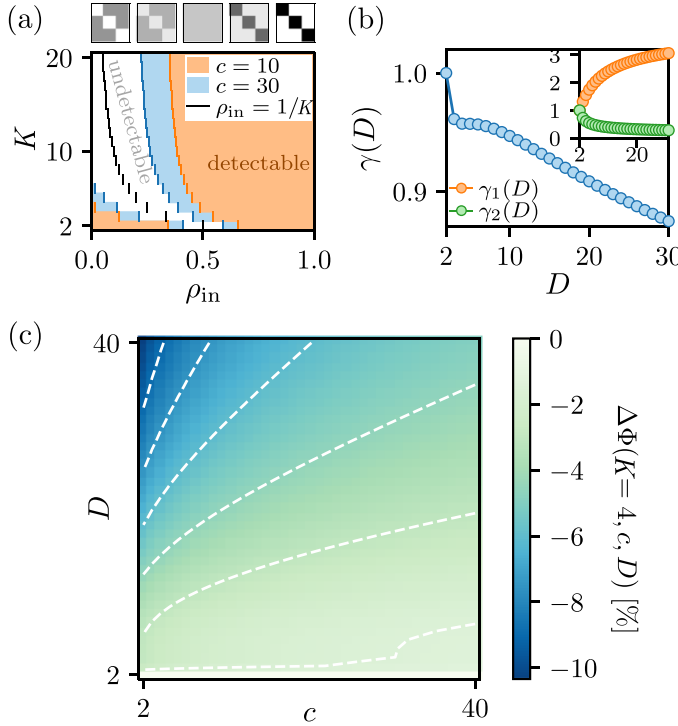 (a)
20
10
2
K
undetectable
c = 10
c = 30
ρin = 1/K
detectable
0.0
0.5
1.0
ρin
(b)
1.0
0.9
γ(D)
3
2
1
0
2
20
γ1(D)
γ2(D)
2
10
20
30
D
(c)
40
D
2
2
40
c
0
−2
−4
−6
−8
−10
ΔΦ(K= 4, c, D) [%]